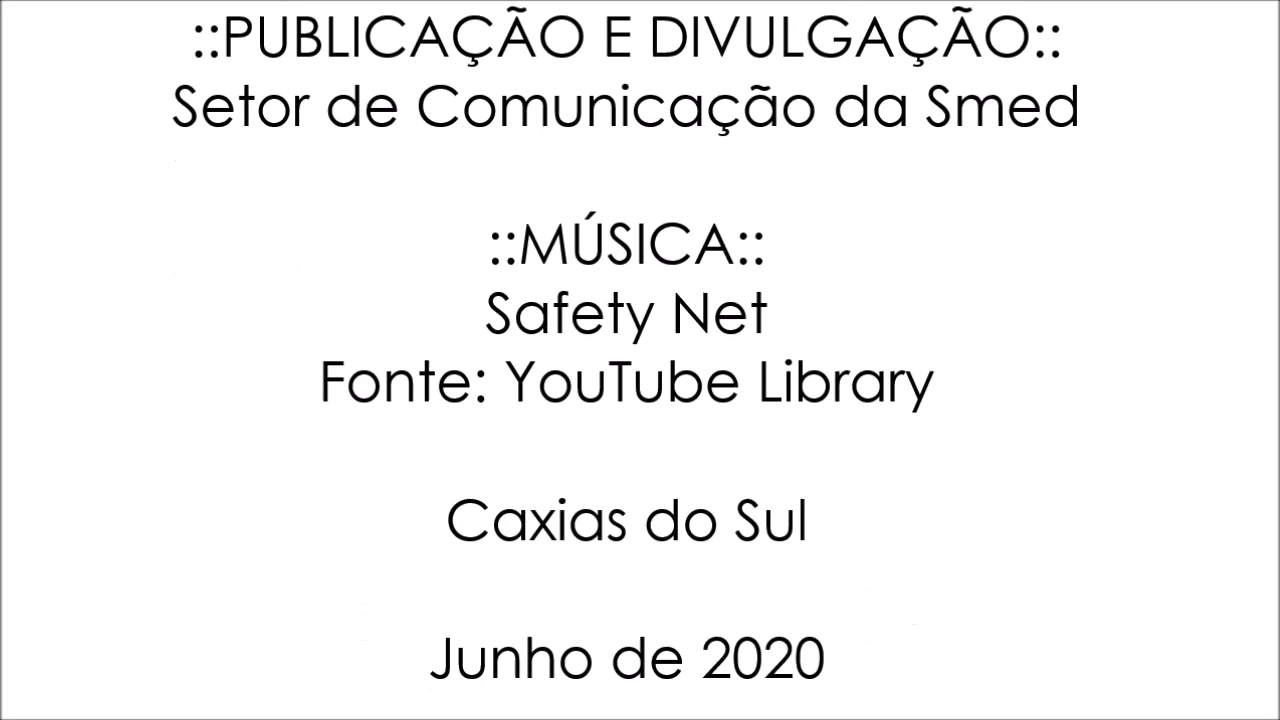 ::PUBLICAÇÃO E DIVULGAÇÃO::
Setor de Comunicação da Smed
::MÚSICA::
Safety Net
Fonte: YouTube Library
Caxias do Sul
Junho de 2020